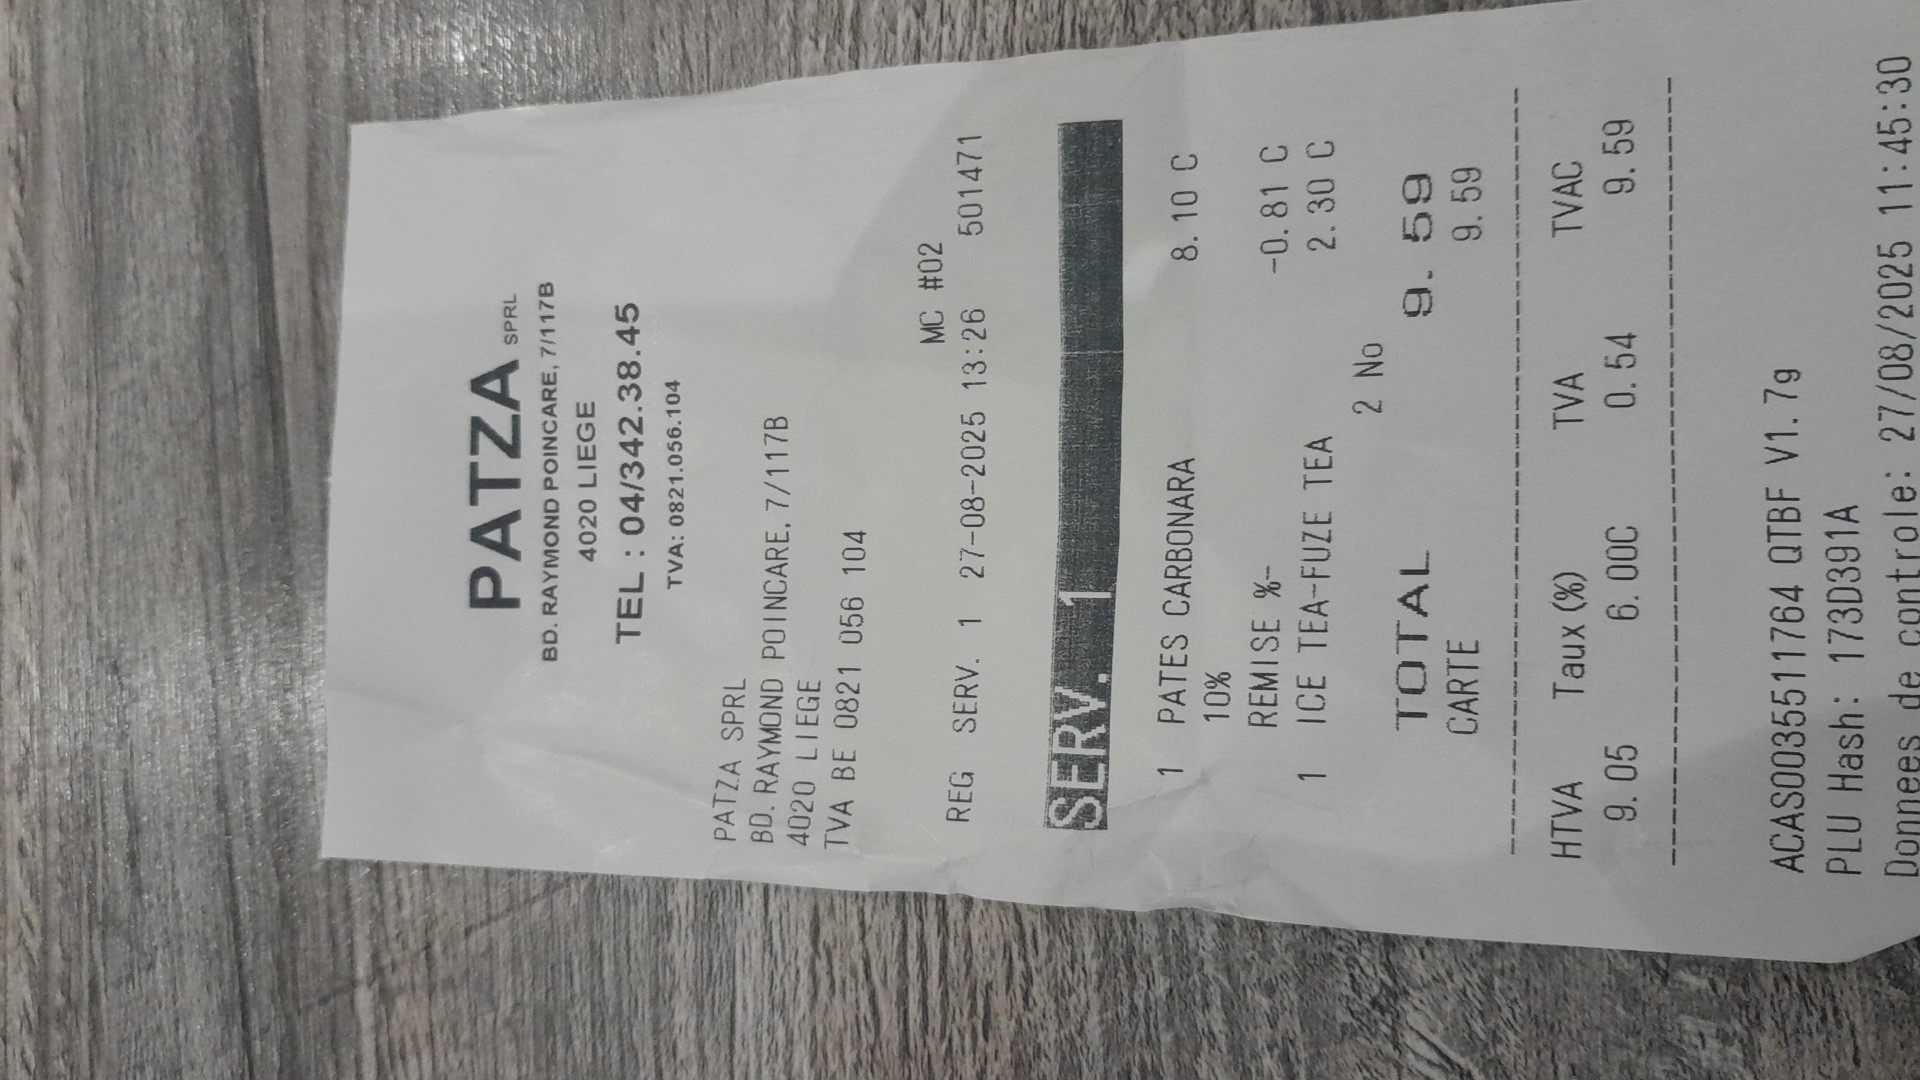 PATZA SPRL
BD. RAYMOND POINCARE, 7/117B
4020 LIEGE
TEL : 04/342.38.45
TVA: 0821.056.104
PATZA SPRL
BD. RAYMOND POINCARE, 7/117B
4020 LIEGE
TVA BE 0821 056 104
MC #02
REG SERV. 1 27-08-2025 13:26 501471
SERV. 1
1 PATES CARBONARA 8.10 C
10%
REMISE %- -0.81 C
1 ICE TEA-FUZE TEA 2.30 C
2 No
TOTAL 9.59
CARTE 9.59
HTVA Taux(%) TVA TVAC
9.05 6.00C 0.54 9.59
ACAS0035511764 QTBF V1.7g
PLU Hash: 173D391A
Donnees de controle: 27/08/2025 11:45:30